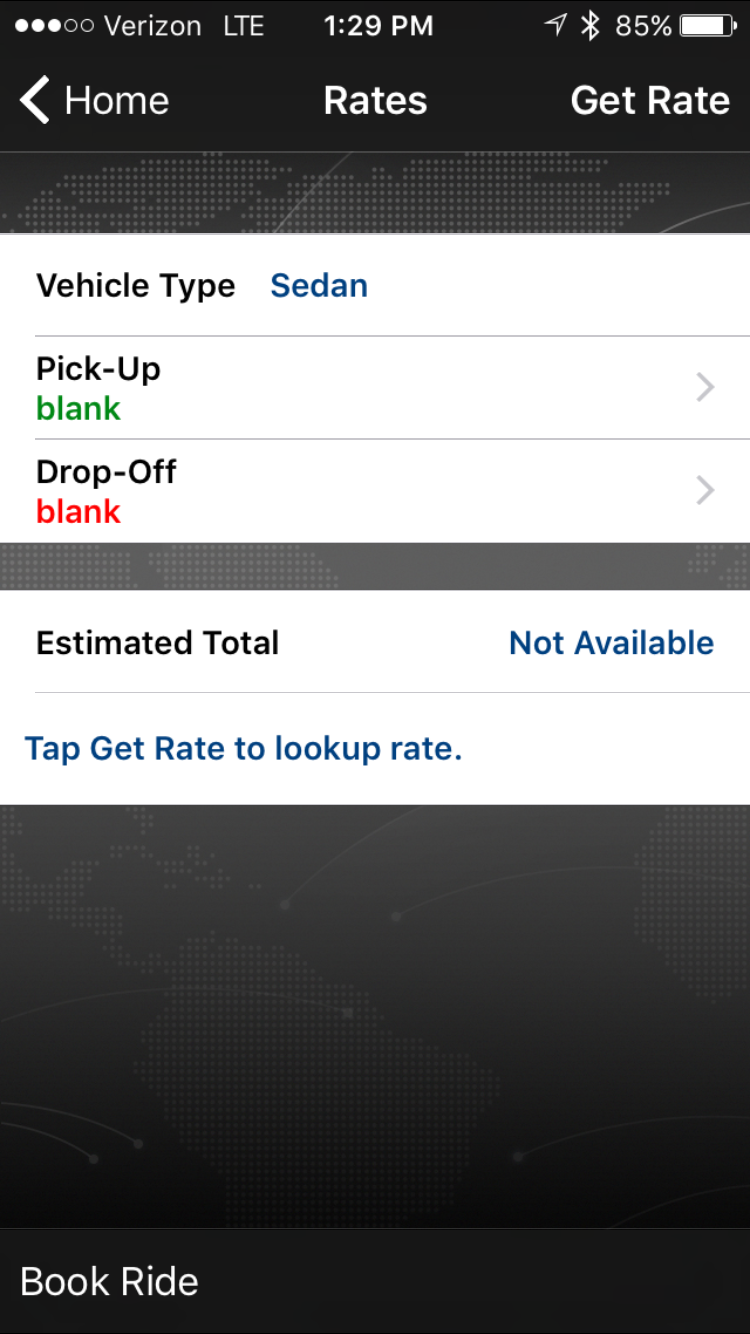 Verizon LTE 1:29 PM 85%
Home Rates Get Rate
Vehicle Type Sedan
Pick-Up
blank
Drop-Off
blank
Estimated Total Not Available
Tap Get Rate to lookup rate.
Book Ride